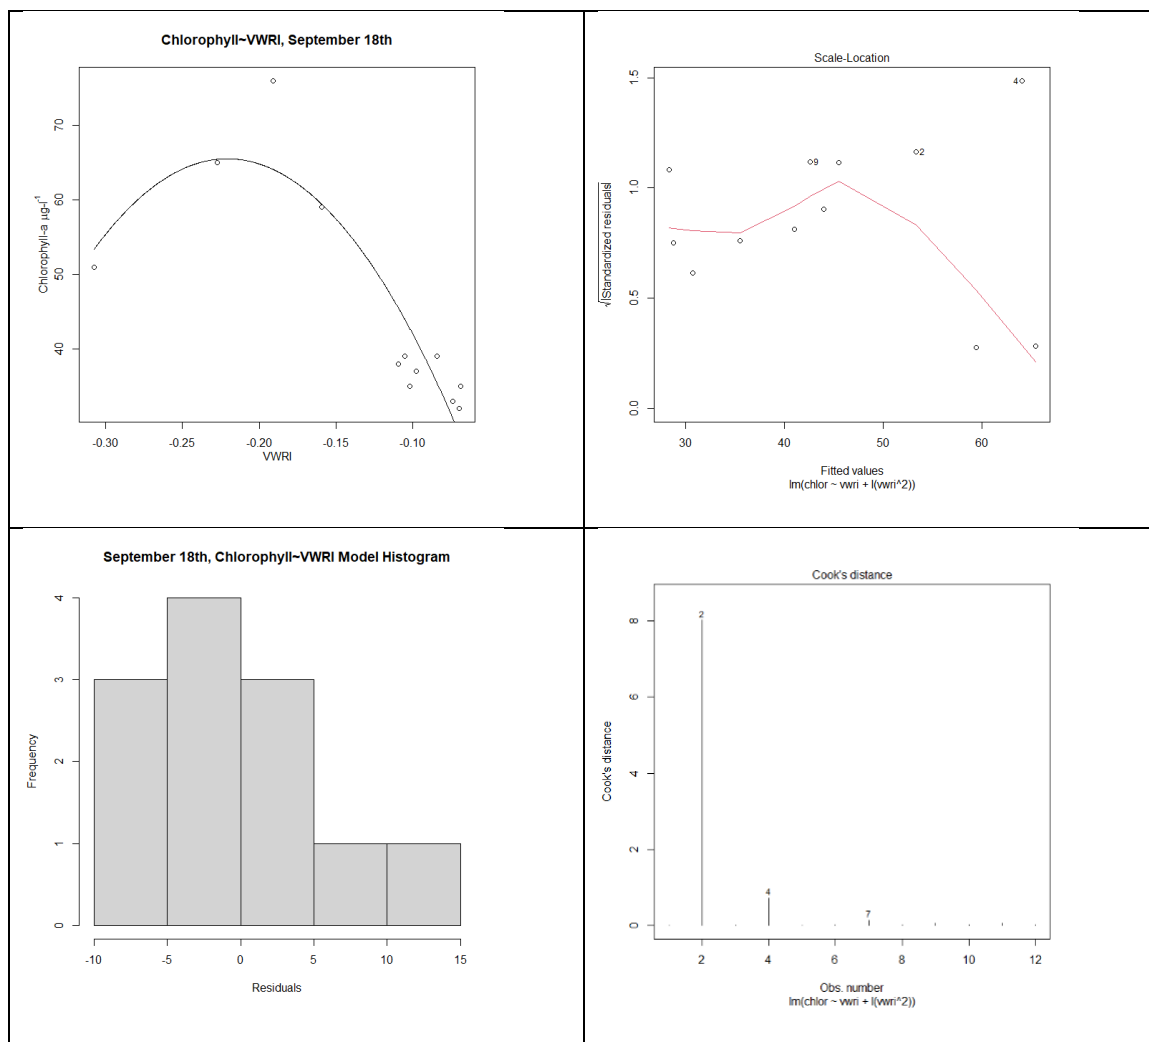 Chlorophyll~VWRI, September 18th
Chlorophyll-a µg-l⁻¹
70
60
50
40
-0.30 -0.25 -0.20 -0.15 -0.10
VWRI
Scale-Location
√|Standardized residuals|
1.5
1.0
0.5
0.0
4
2
9
30 40 50 60
Fitted values
lm(chlor ~ vwri + I(vwri^2))
September 18th, Chlorophyll~VWRI Model Histogram
Frequency
4
3
2
1
0
-10 -5 0 5 10 15
Residuals
Cook's distance
Cook's distance
8
6
4
2
0
2
4
7
2 4 6 8 10 12
Obs. number
lm(chlor ~ vwri + I(vwri^2))